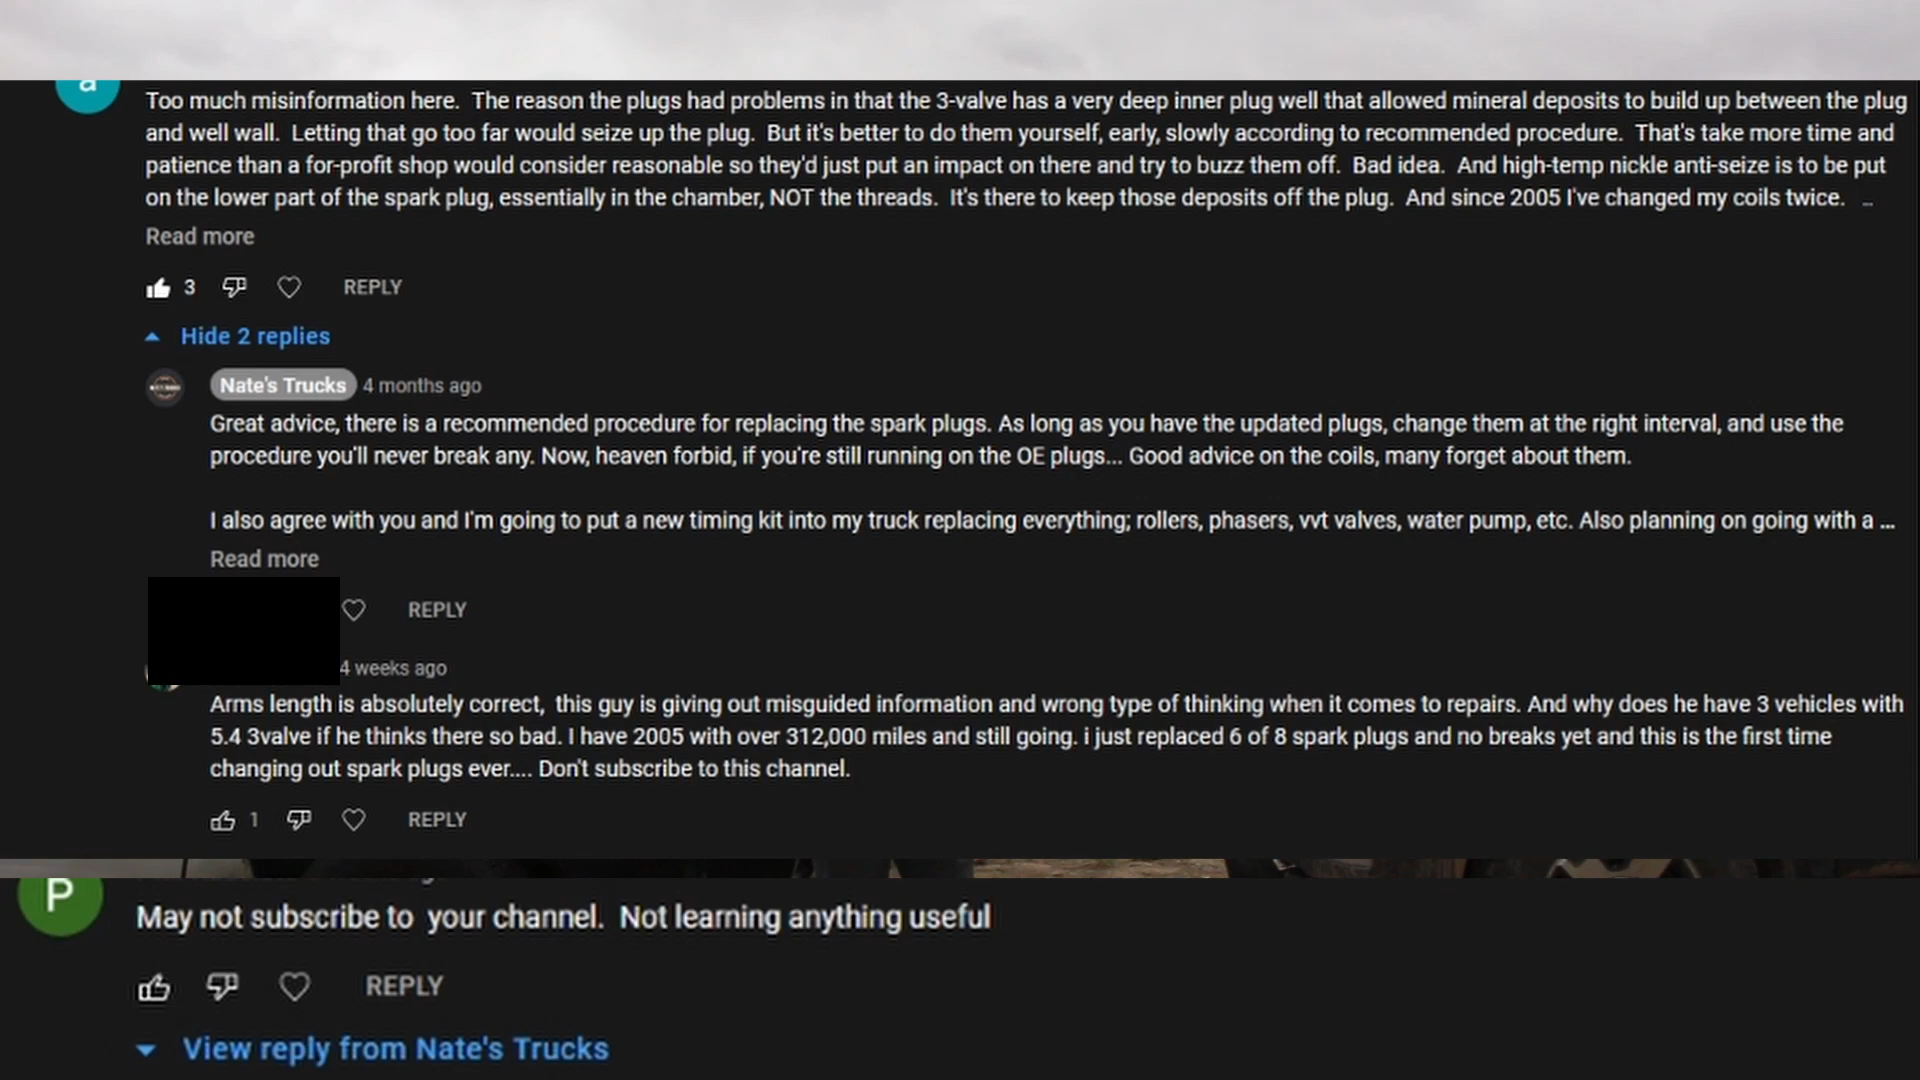 a
Too much misinformation here. The reason the plugs had problems in that the 3-valve has a very deep inner plug well that allowed mineral deposits to build up between the plug
and well wall. Letting that go too far would seize up the plug. But it's better to do them yourself, early, slowly according to recommended procedure. That's take more time and
patience than a for-profit shop would consider reasonable so they'd just put an impact on there and try to buzz them off. Bad idea. And high-temp nickle anti-seize is to be put
on the lower part of the spark plug, essentially in the chamber, NOT the threads. It's there to keep those deposits off the plug. And since 2005 I've changed my coils twice. ..
Read more
3 REPLY
Hide 2 replies
Nate's Trucks 4 months ago
Great advice, there is a recommended procedure for replacing the spark plugs. As long as you have the updated plugs, change them at the right interval, and use the
procedure you'll never break any. Now, heaven forbid, if you're still running on the OE plugs... Good advice on the coils, many forget about them.
I also agree with you and I'm going to put a new timing kit into my truck replacing everything; rollers, phasers, vvt valves, water pump, etc. Also planning on going with a ...
Read more
REPLY
4 weeks ago
Arms length is absolutely correct, this guy is giving out misguided information and wrong type of thinking when it comes to repairs. And why does he have 3 vehicles with
5.4 3valve if he thinks there so bad. I have 2005 with over 312,000 miles and still going. i just replaced 6 of 8 spark plugs and no breaks yet and this is the first time
changing out spark plugs ever.... Don't subscribe to this channel.
1 REPLY
P
May not subscribe to your channel. Not learning anything useful
REPLY
View reply from Nate's Trucks